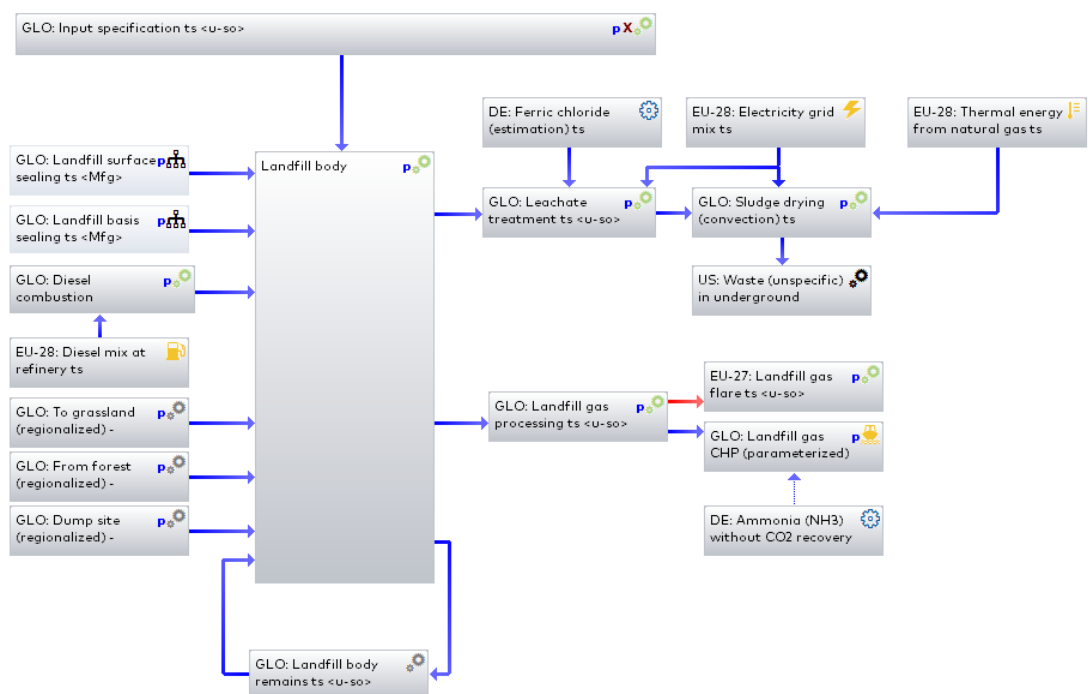 GLO: Input specification ts <u-so>
pX
DE: Ferric chloride
(estimation) ts
EU-28: Electricity grid
mix ts
EU-28: Thermal energy
from natural gas ts
GLO: Landfill surface
sealing ts <Mfg>
p
Landfill body
p
GLO: Leachate
treatment ts <u-so>
p
GLO: Sludge drying
(convection) ts
p
GLO: Landfill basis
sealing ts <Mfg>
p
GLO: Diesel
combustion
p
US: Waste (unspecific)
in underground
EU-28: Diesel mix at
refinery ts
EU-27: Landfill gas
flare ts <u-so>
p
GLO: To grassland
(regionalized) -
p
GLO: Landfill gas
processing ts <u-so>
p
GLO: Landfill gas
CHP (parameterized)
p
GLO: From forest
(regionalized) -
p
GLO: Dump site
(regionalized) -
p
DE: Ammonia (NH3)
without CO2 recovery
GLO: Landfill body
remains ts <u-so>